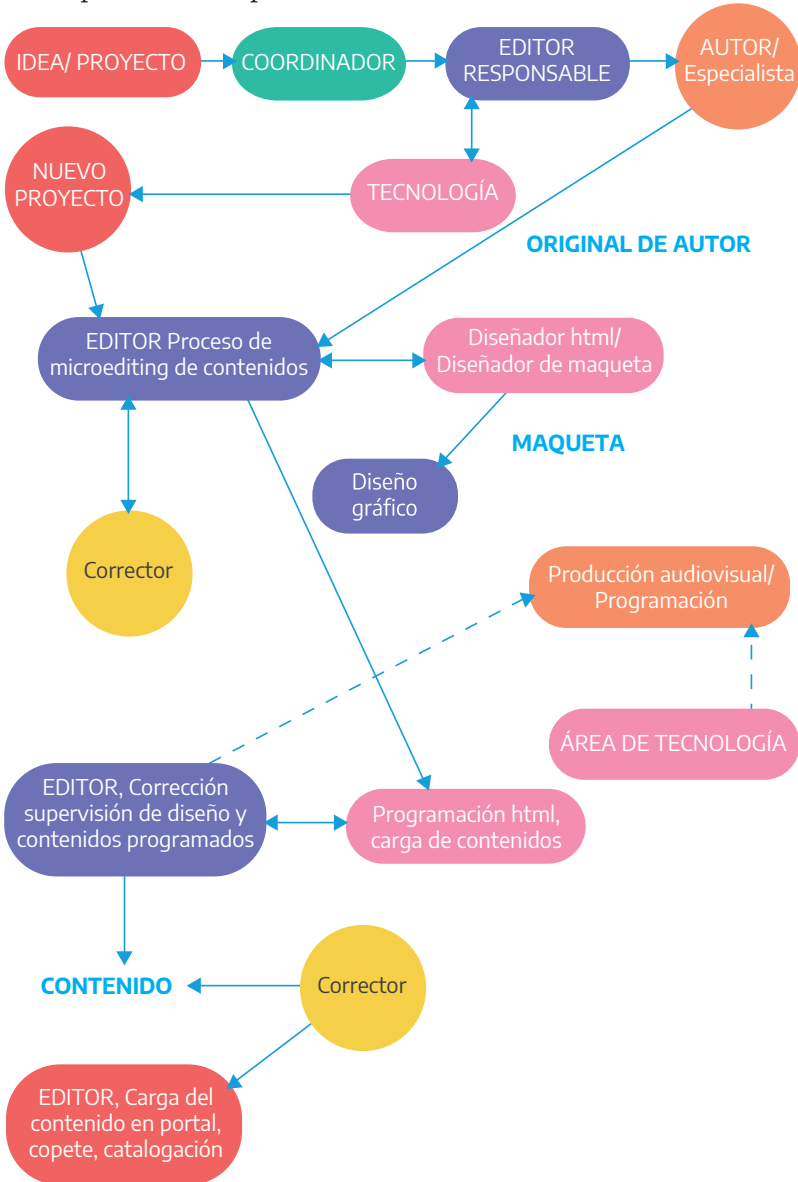 IDEA/ PROYECTO
COORDINADOR
EDITOR
RESPONSABLE
AUTOR/
Especialista
NUEVO
PROYECTO
TECNOLOGÍA
ORIGINAL DE AUTOR
EDITOR Proceso de
microediting de contenidos
Diseñador html/
Diseñador de maqueta
MAQUETA
Diseño
gráfico
Corrector
Producción audiovisual/
Programación
ÁREA DE TECNOLOGÍA
EDITOR, Corrección
supervisión de diseño y
contenidos programados
Programación html,
carga de contenidos
CONTENIDO
Corrector
EDITOR, Carga del
contenido en portal,
copete, catalogación